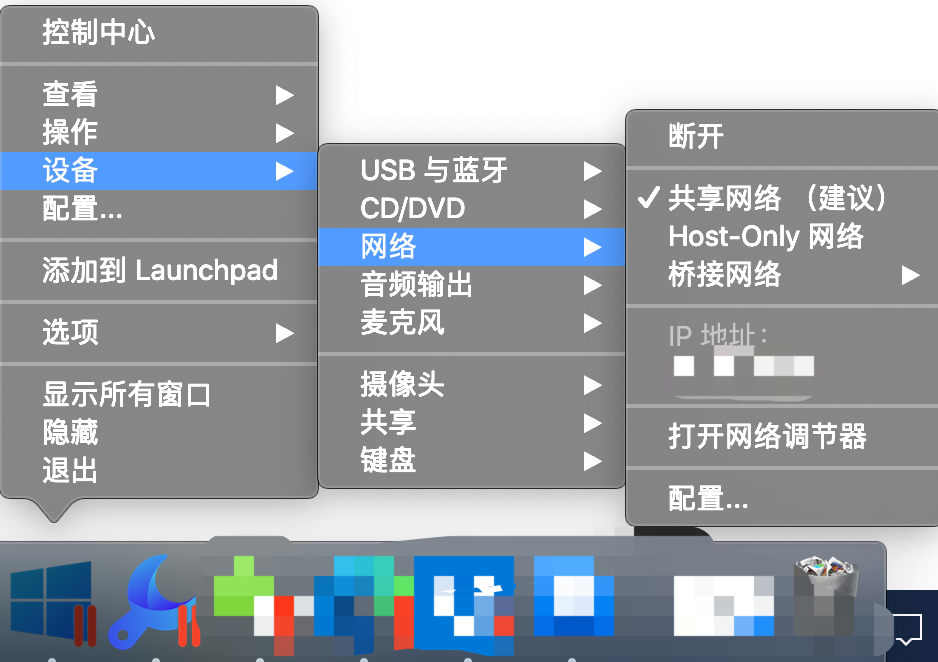 控制中心
查看
操作
设备
配置...
添加到 Launchpad
选项
显示所有窗口
隐藏
退出
USB 与蓝牙
CD/DVD
网络
音频输出
麦克风
摄像头
共享
键盘
断开
✓共享网络 （建议）
Host-Only 网络
桥接网络
IP 地址：
打开网络调节器
配置...